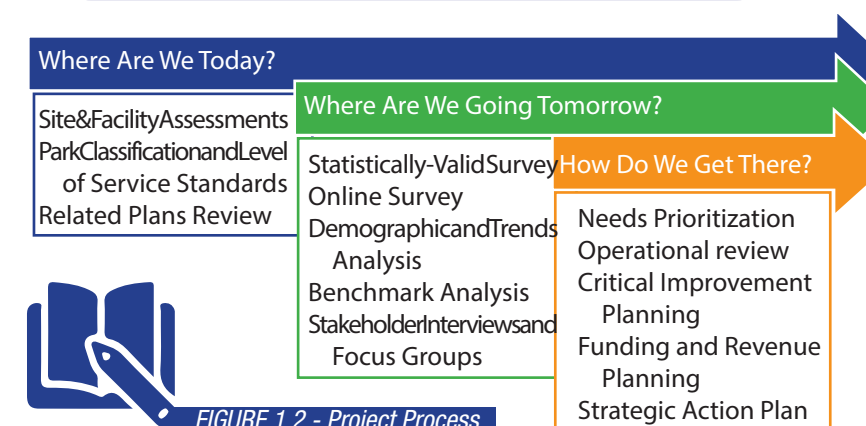 Where Are We Today?
Site&FacilityAssessments
ParkClassificationandLevel
of Service Standards
Related Plans Review
Where Are We Going Tomorrow?
Statistically-ValidSurvey
Online Survey
DemographicandTrends
Analysis
Benchmark Analysis
StakeholderInterviewsand
Focus Groups
How Do We Get There?
Needs Prioritization
Operational review
Critical Improvement
Planning
Funding and Revenue
Planning
Strategic Action Plan
FIGURE 1.2 - Project Process